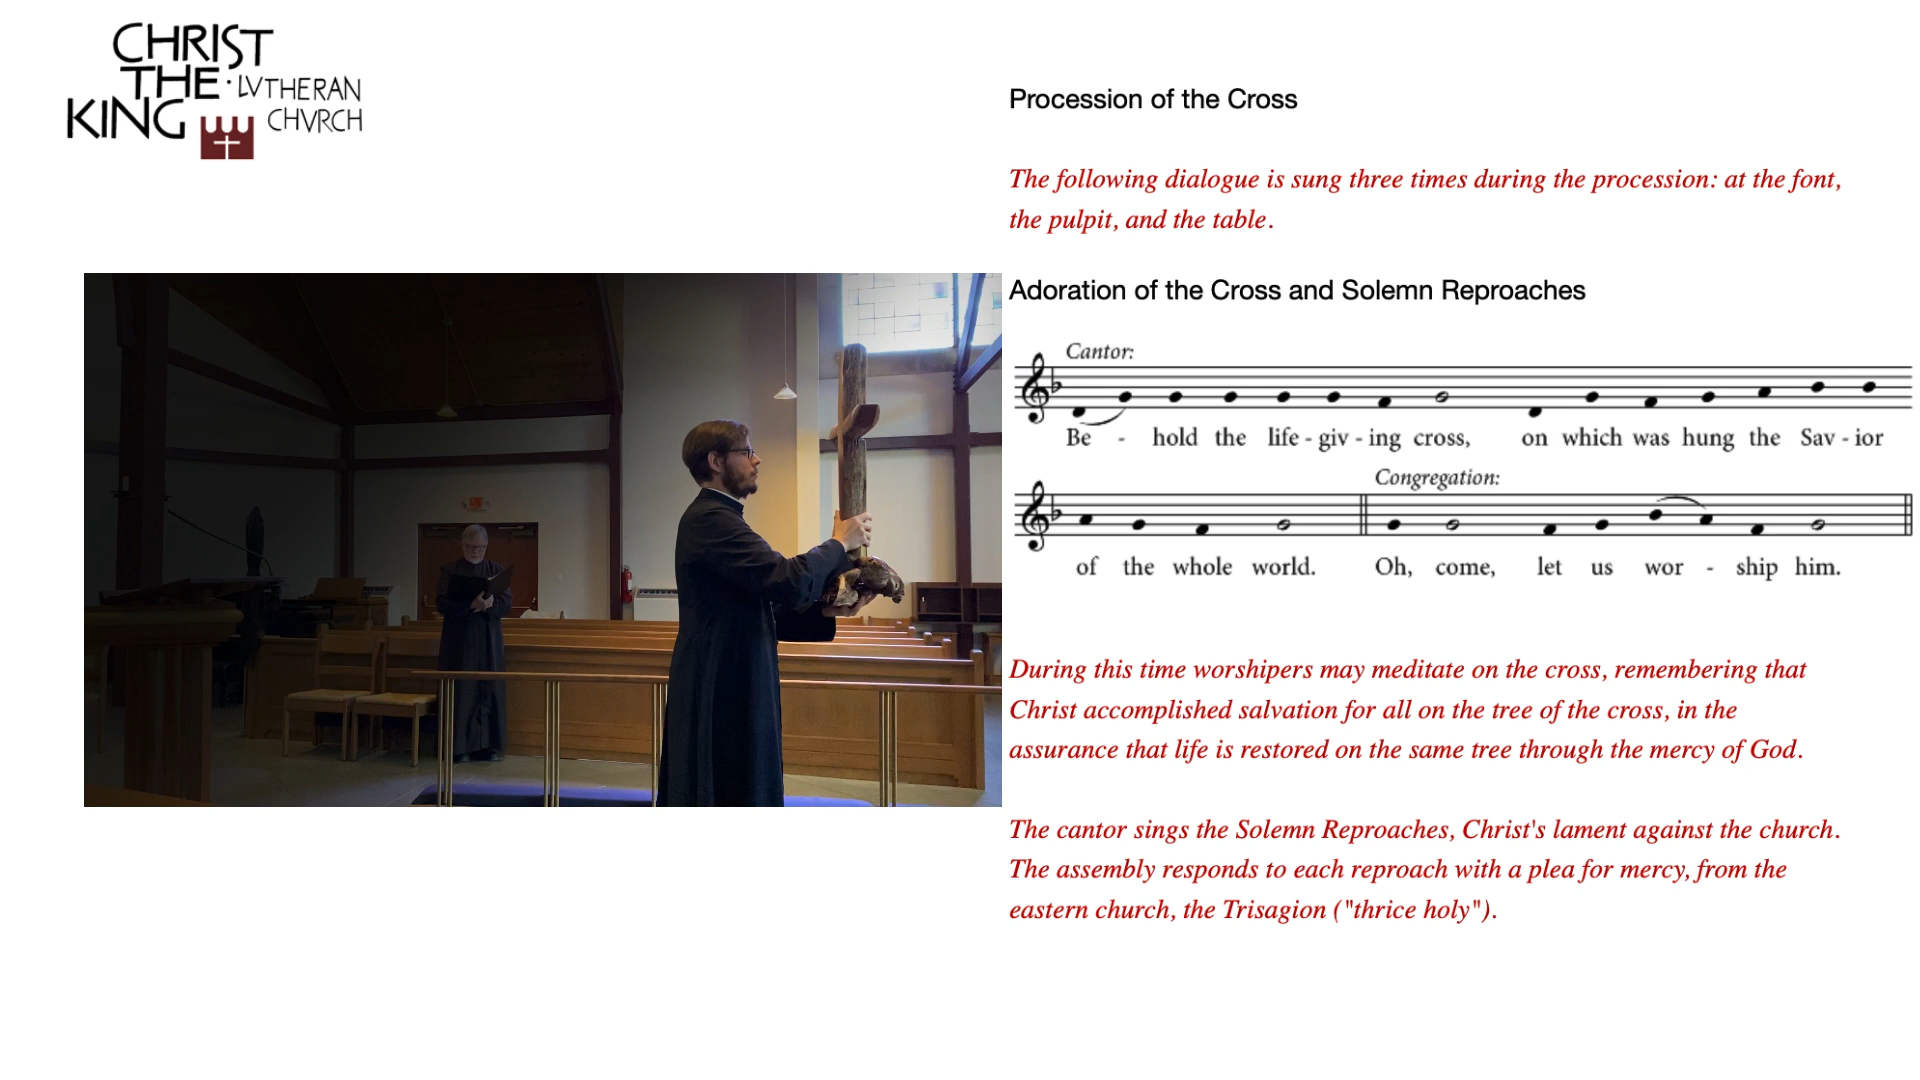 CHRIST
THE · LVTHERAN
KING CHVRCH
Procession of the Cross
The following dialogue is sung three times during the procession: at the font,
the pulpit, and the table.
Adoration of the Cross and Solemn Reproaches
Cantor:
Be - hold the life - giv - ing cross, on which was hung the Sav - ior
Congregation:
of the whole world. Oh, come, let us wor - ship him.
During this time worshipers may meditate on the cross, remembering that
Christ accomplished salvation for all on the tree of the cross, in the
assurance that life is restored on the same tree through the mercy of God.
The cantor sings the Solemn Reproaches, Christ's lament against the church.
The assembly responds to each reproach with a plea for mercy, from the
eastern church, the Trisagion ("thrice holy").